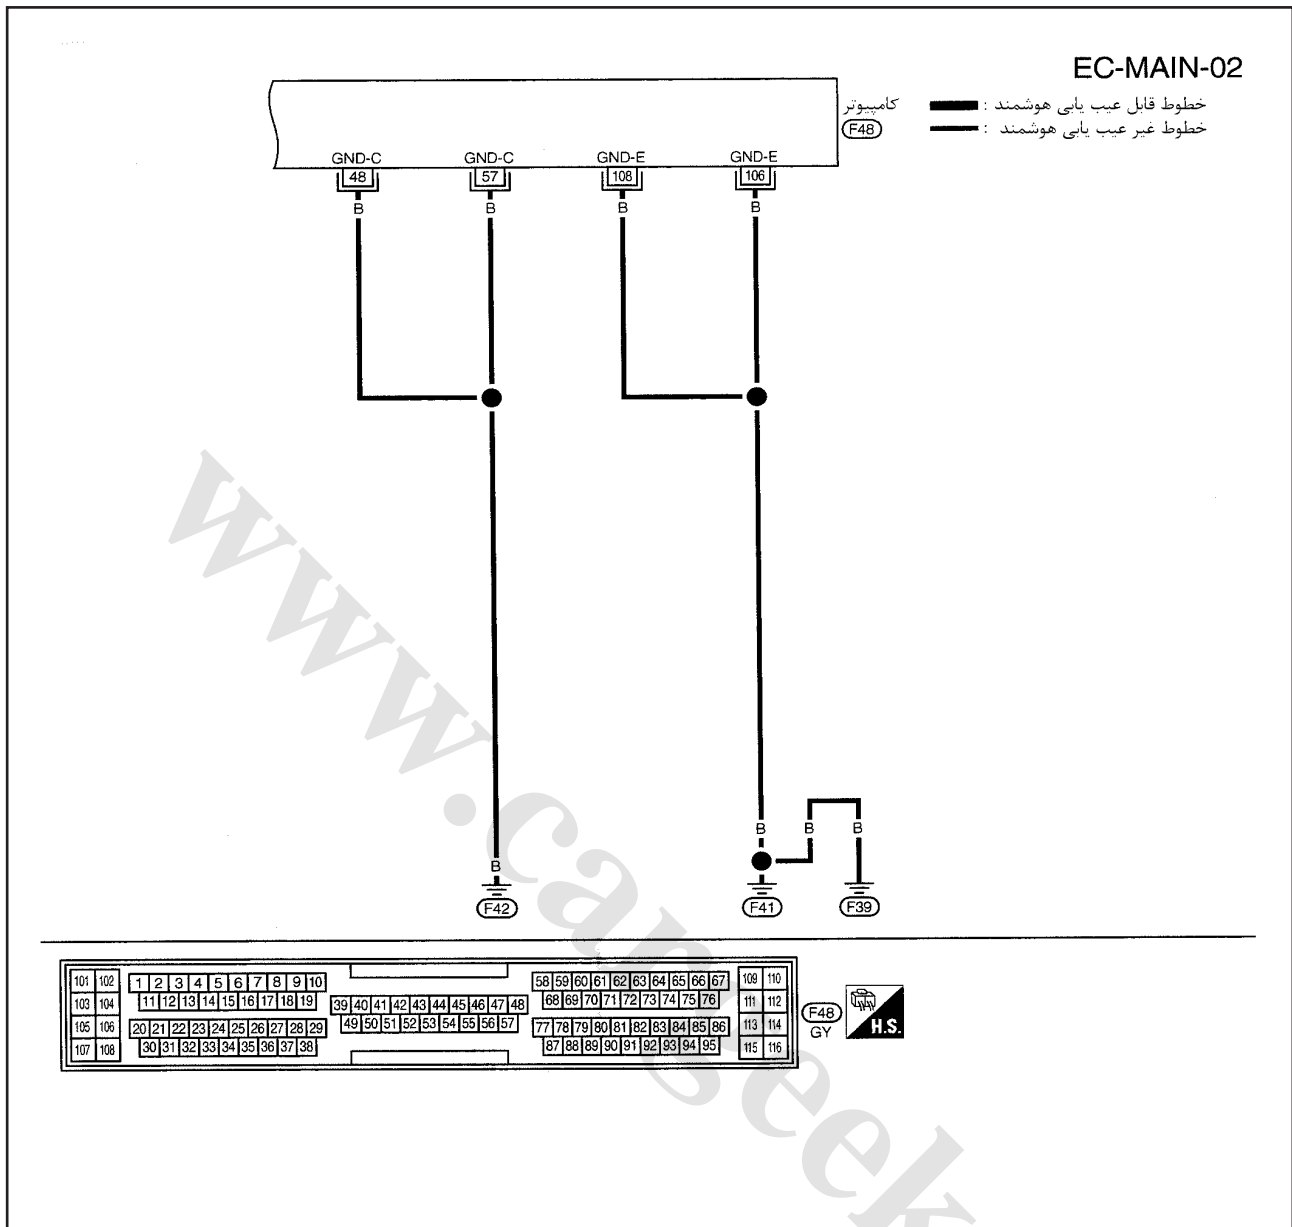 EC-MAIN-02
خطوط قابل عیب یابی هوشمند :
خطوط غیر عیب یابی هوشمند :
کامپیوتر
F48
GND-C GND-C GND-E GND-E
48 57 108 106
B B B B
B B B
B
F42 F41 F39
101 102 1 2 3 4 5 6 7 8 9 10 58 59 60 61 62 63 64 65 66 67 109 110
103 104 11 12 13 14 15 16 17 18 19 39 40 41 42 43 44 45 46 47 48 68 69 70 71 72 73 74 75 76 111 112
105 106 20 21 22 23 24 25 26 27 28 29 49 50 51 52 53 54 55 56 57 77 78 79 80 81 82 83 84 85 86 113 114
107 108 30 31 32 33 34 35 36 37 38 87 88 89 90 91 92 93 94 95 115 116
F48
GY
H.S.
www.cargeek